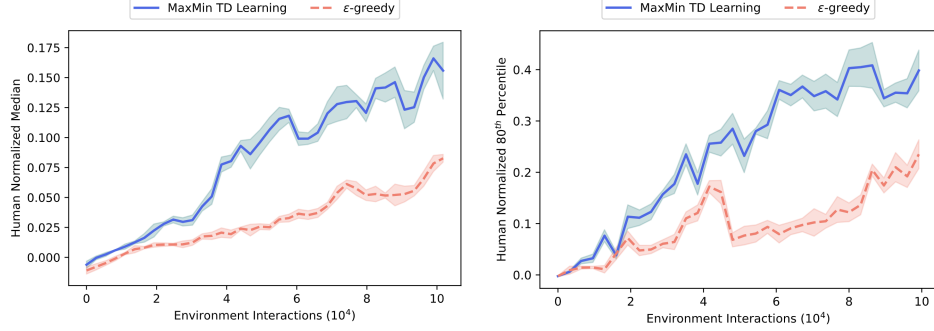 MaxMin TD Learning ε-greedy
Human Normalized Median
0.175
0.150
0.125
0.100
0.075
0.050
0.025
0.000
0 2 4 6 8 10
Environment Interactions (10⁴)
MaxMin TD Learning ε-greedy
Human Normalized 80ᵗʰ Percentile
0.4
0.3
0.2
0.1
0.0
0 2 4 6 8 10
Environment Interactions (10⁴)